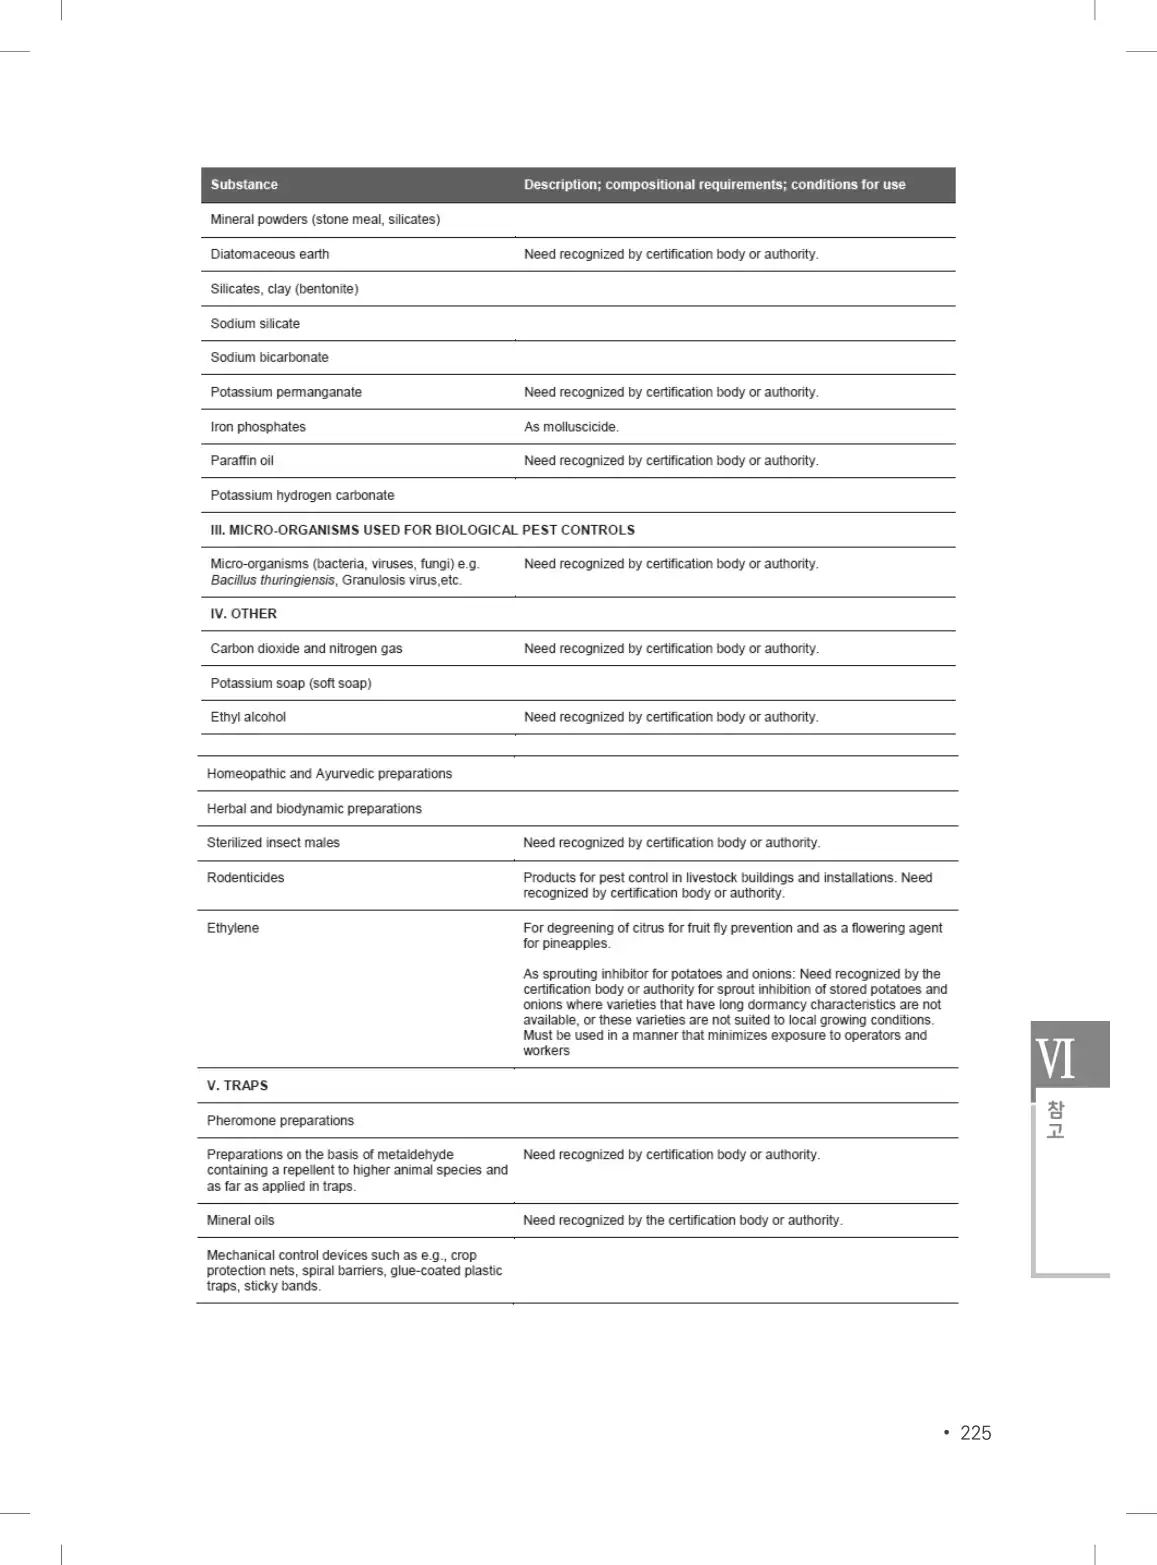 Substance Description; compositional requirements; conditions for use
Mineral powders (stone meal, silicates)
Diatomaceous earth Need recognized by certification body or authority.
Silicates, clay (bentonite)
Sodium silicate
Sodium bicarbonate
Potassium permanganate Need recognized by certification body or authority.
Iron phosphates As molluscicide.
Paraffin oil Need recognized by certification body or authority.
Potassium hydrogen carbonate
III. MICRO-ORGANISMS USED FOR BIOLOGICAL PEST CONTROLS
Micro-organisms (bacteria, viruses, fungi) e.g. Need recognized by certification body or authority.
Bacillus thuringiensis, Granulosis virus,etc.
IV. OTHER
Carbon dioxide and nitrogen gas Need recognized by certification body or authority.
Potassium soap (soft soap)
Ethyl alcohol Need recognized by certification body or authority.
Homeopathic and Ayurvedic preparations
Herbal and biodynamic preparations
Sterilized insect males Need recognized by certification body or authority.
Rodenticides Products for pest control in livestock buildings and installations. Need
recognized by certification body or authority.
Ethylene For degreening of citrus for fruit fly prevention and as a flowering agent
for pineapples.
As sprouting inhibitor for potatoes and onions: Need recognized by the
certification body or authority for sprout inhibition of stored potatoes and
onions where varieties that have long dormancy characteristics are not
available, or these varieties are not suited to local growing conditions.
Must be used in a manner that minimizes exposure to operators and
workers
V. TRAPS
Pheromone preparations
Preparations on the basis of metaldehyde Need recognized by certification body or authority.
containing a repellent to higher animal species and
as far as applied in traps.
Mineral oils Need recognized by the certification body or authority.
Mechanical control devices such as e.g., crop
protection nets, spiral barriers, glue-coated plastic
traps, sticky bands.
Ⅵ
참
고
• 225